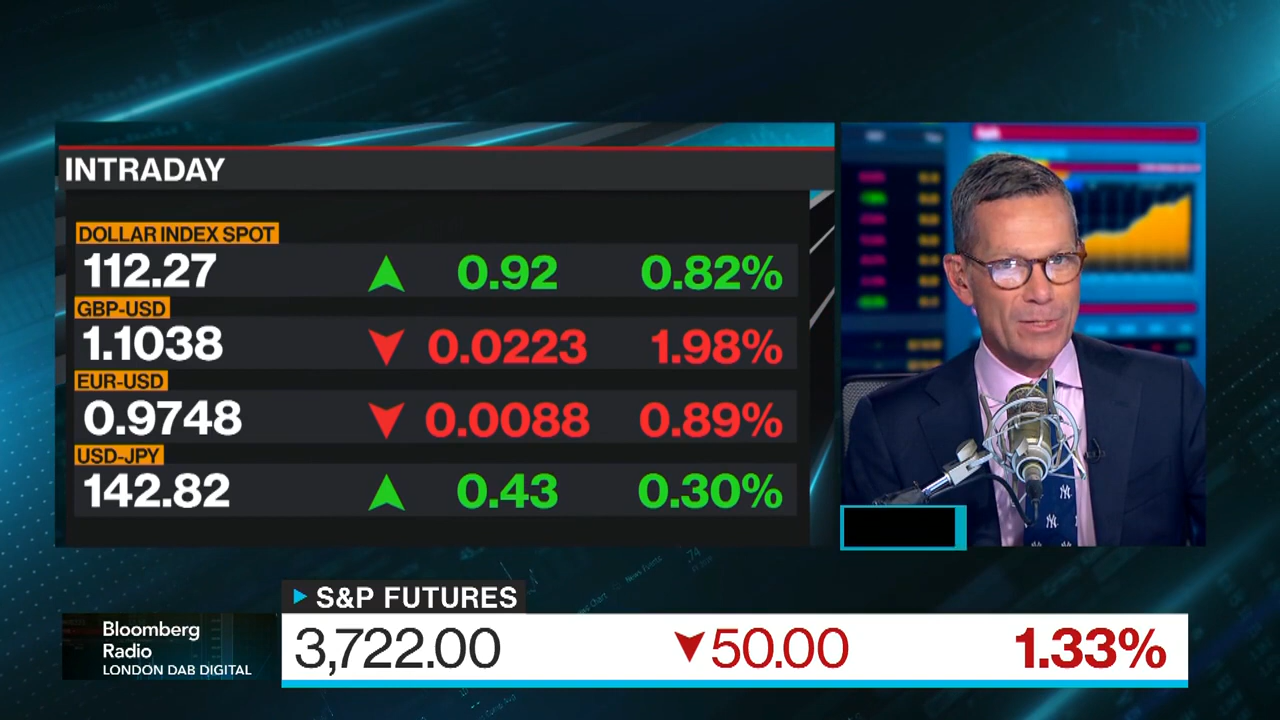 INTRADAY
DOLLAR INDEX SPOT
112.27 ▲ 0.92 0.82%
GBP-USD
1.1038 ▼ 0.0223 1.98%
EUR-USD
0.9748 ▼ 0.0088 0.89%
USD-JPY
142.82 ▲ 0.43 0.30%
NY
NY
S&P FUTURES
3,722.00 ▼50.00 1.33%
Bloomberg
Radio
LONDON DAB DIGITAL